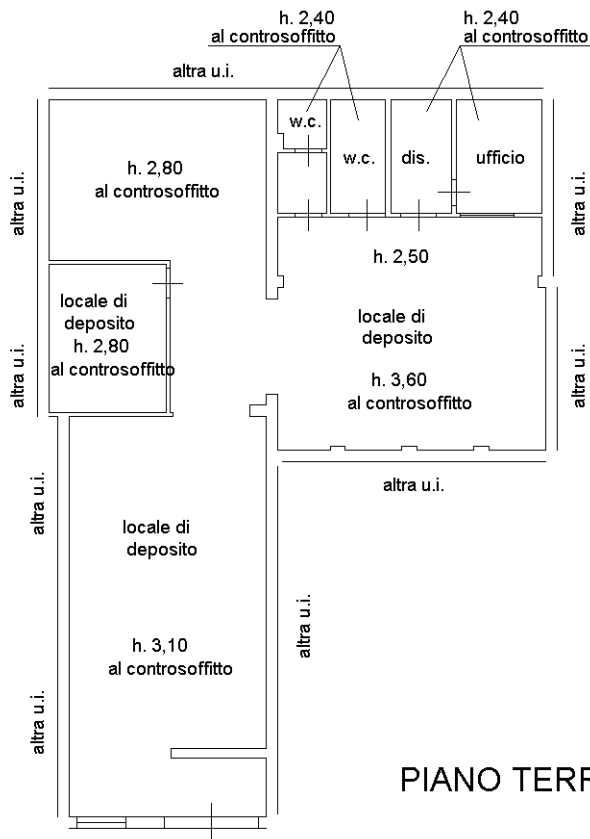 h. 2,40
al controsoffitto
h. 2,40
al controsoffitto
altra u.i.
w.c.
w.c.
dis.
ufficio
altra u.i.
h. 2,80
al controsoffitto
altra u.i.
h. 2,50
locale di
deposito
h. 2,80
al controsoffitto
locale di
deposito
h. 3,60
al controsoffitto
altra u.i.
altra u.i.
altra u.i.
altra u.i.
locale di
deposito
altra u.i.
h. 3,10
al controsoffitto
altra u.i.
PIANO TERR